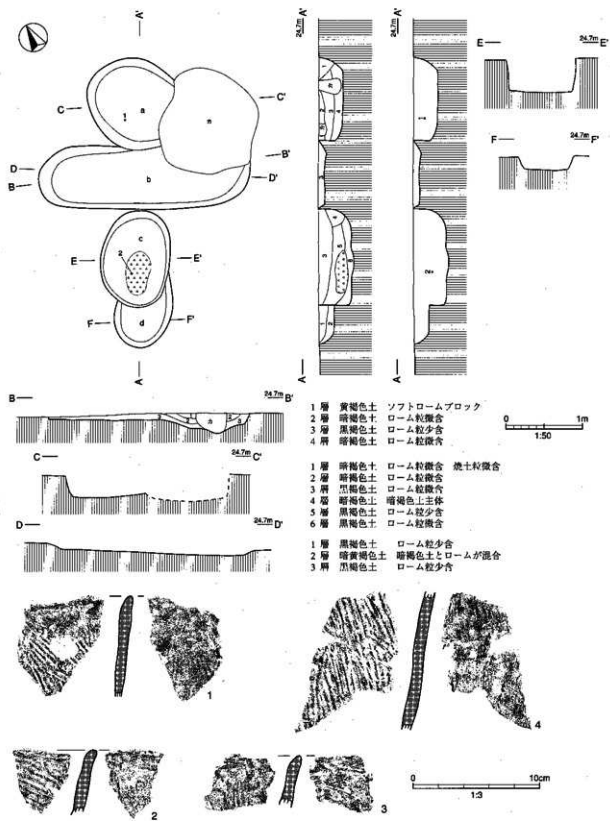 A'
C
C'
a
1
n
B'
D
D'
B
b
c
2
E
E'
F
d
F'
A
24.7m
A'
A
24.7m
A'
A
E
24.7m
E'
F
24.7m
F'
B
24.7m
B'
C
24.7m
C'
D
24.7m
D'
1層 黄褐色土 ソフトロームブロック
2層 暗褐色土 ローム粒微含
3層 黒褐色土 ローム粒少含
4層 暗褐色土 ローム粒微含
1層 暗褐色土 ローム粒微含 焼土粒微含
2層 暗褐色土 ローム粒微含
3層 黒褐色土 ローム粒微含
4層 暗褐色土 暗褐色土主体
5層 黒褐色土 ローム粒少含
6層 黒褐色土 ローム粒微含
1層 黒褐色土 ローム粒少含
2層 暗黄褐色土 暗褐色土とロームが混合
3層 黒褐色土 ローム粒少含
0 1m
1:50
1
4
2
3
0 10cm
1:3